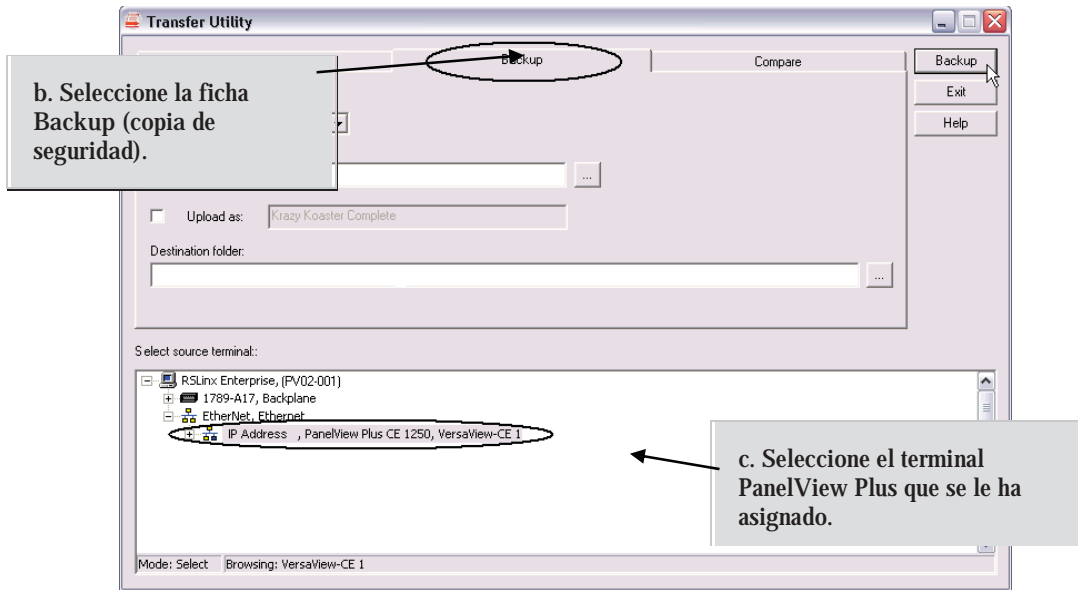 Transfer Utility
Backup
Compare
Backup
Exit
Help
b. Seleccione la ficha
Backup (copia de
seguridad).
...
Upload as:
Krazy Koaster Complete
Destination folder:
...
Select source terminal::
RSLinx Enterprise, (PV02-001)
1789-A17, Backplane
EtherNet, Ethernet
IP Address , PanelView Plus CE 1250, VersaView-CE 1
c. Seleccione el terminal
PanelView Plus que se le ha
asignado.
Mode: Select Browsing: VersaView-CE 1